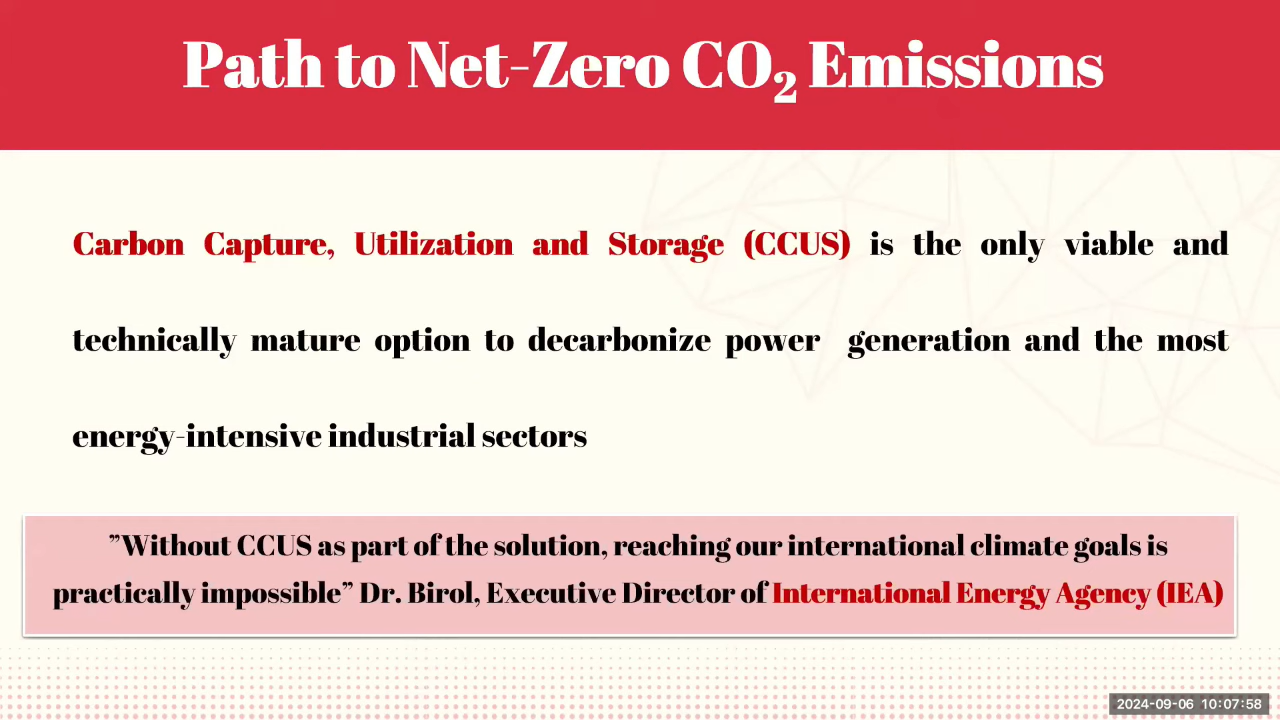 Path to Net-Zero CO₂ Emissions
Carbon Capture, Utilization and Storage (CCUS) is the only viable and
technically mature option to decarbonize power generation and the most
energy-intensive industrial sectors
”Without CCUS as part of the solution, reaching our international climate goals is
practically impossible” Dr. Birol, Executive Director of International Energy Agency (IEA)
2024-09-06 10:07:58